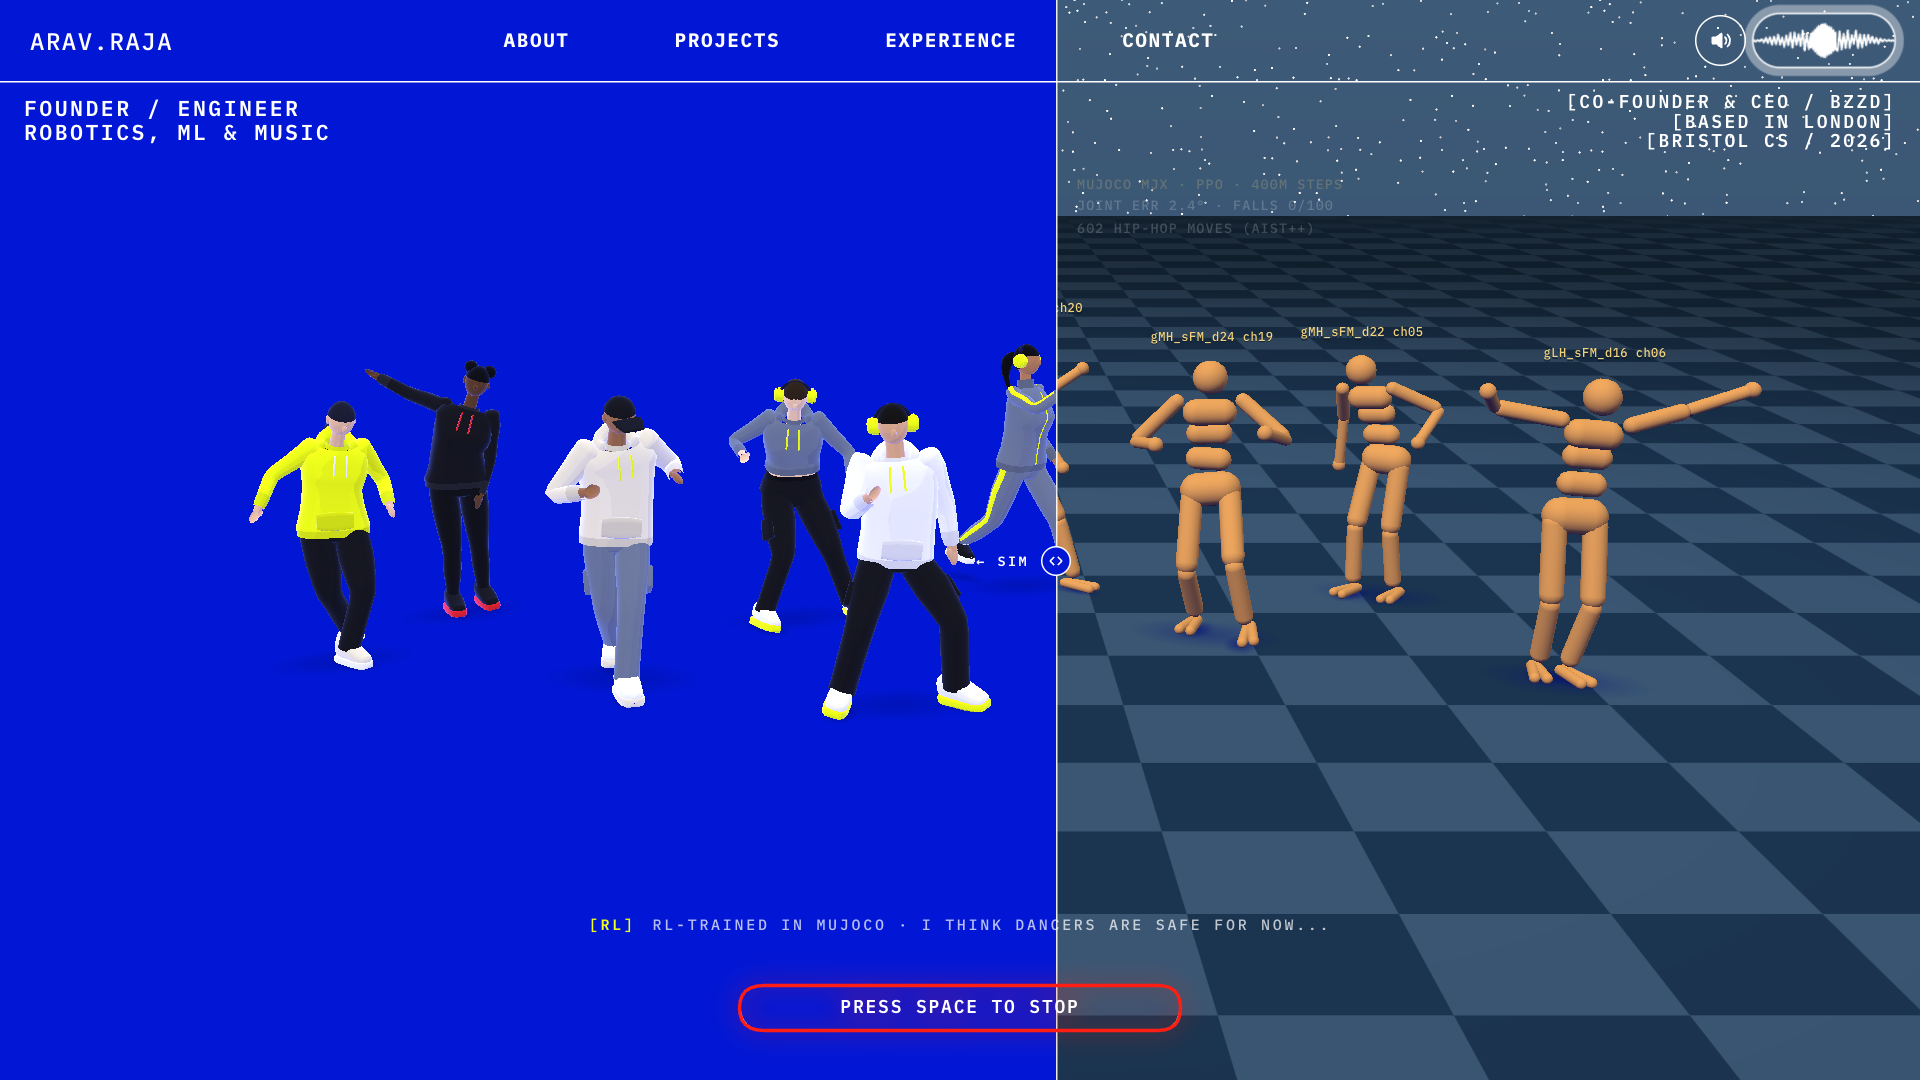 ARAV.RAJA
ABOUT
PROJECTS
EXPERIENCE
CONTACT
FOUNDER / ENGINEER
ROBOTICS, ML & MUSIC
[CO-FOUNDER & CEO / BZZD]
[BASED IN LONDON]
[BRISTOL CS / 2026]
MUJOCO MJX · PPO · 400M STEPS
JOINT ERR 2.4° · FALLS 0/100
602 HIP-HOP MOVES (AIST++)
ch20
gMH_sFM_d24 ch19
gMH_sFM_d22 ch05
gLH_sFM_d16 ch06
← SIM
[RL] RL-TRAINED IN MUJOCO · I THINK DANCERS ARE SAFE FOR NOW...
PRESS SPACE TO STOP